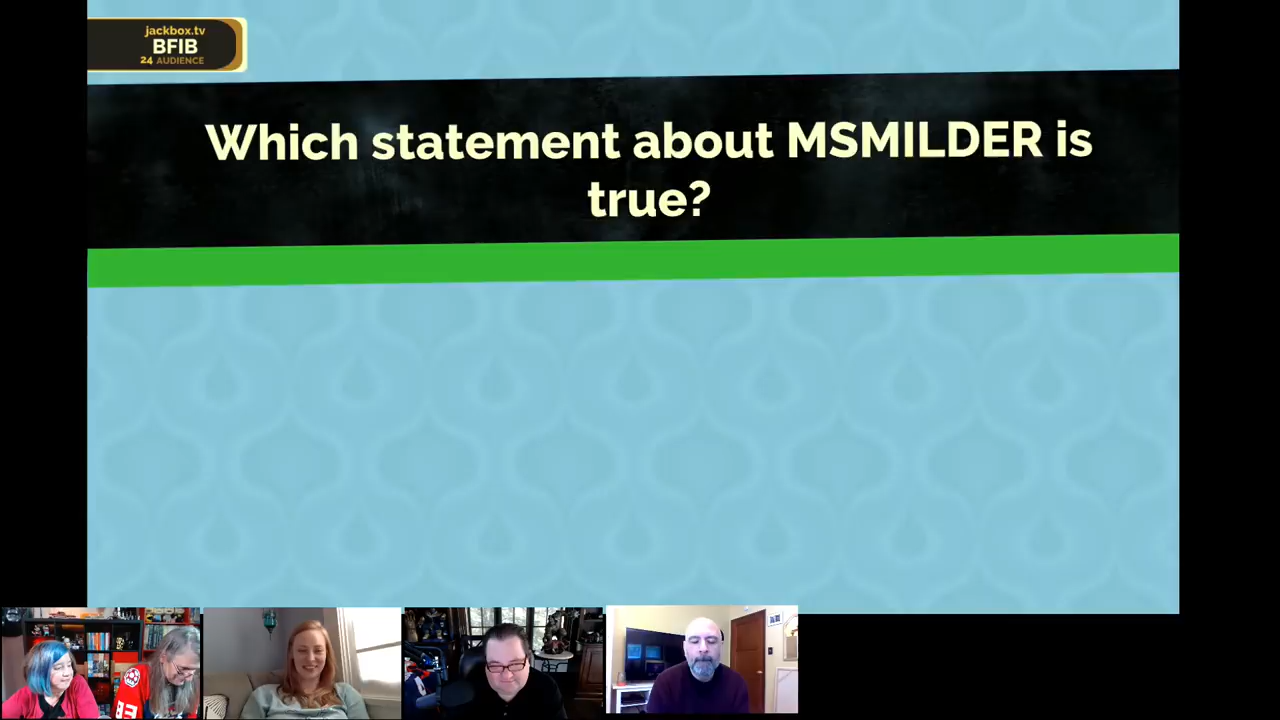 jackbox.tv
BFIB
24 AUDIENCE
Which statement about MSMILDER is
true?